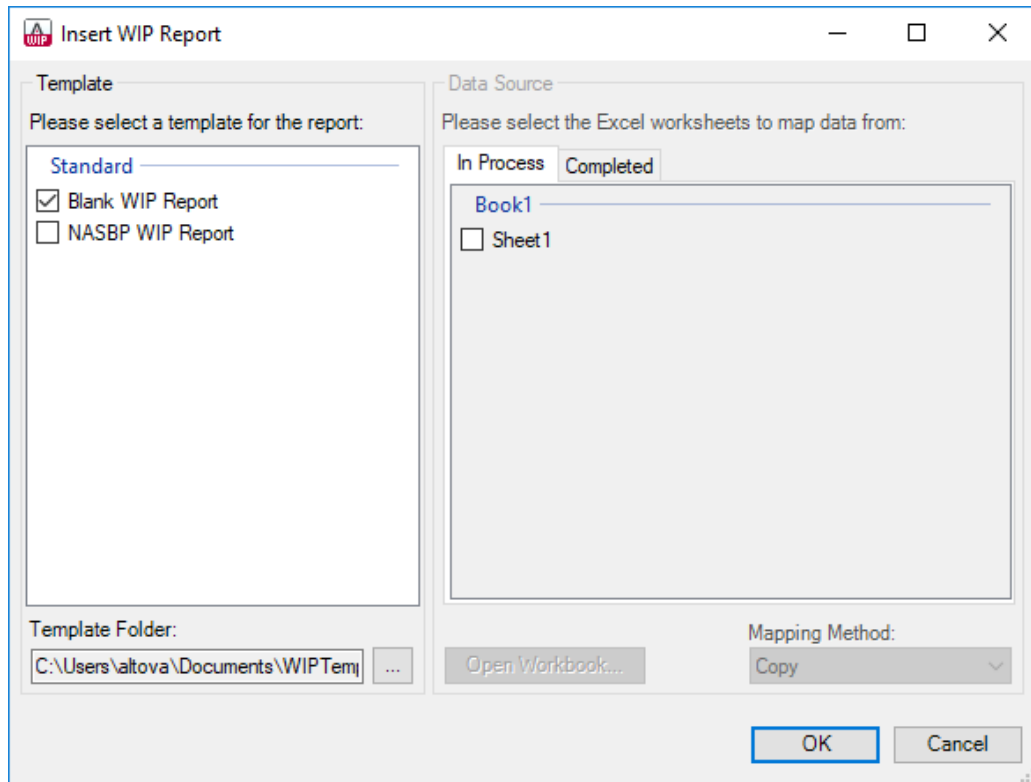 WIP
Insert WIP Report
Template
Please select a template for the report:
Standard
Blank WIP Report
NASBP WIP Report
Template Folder:
C:\Users\altova\Documents\WIPTem
...
Data Source
Please select the Excel worksheets to map data from:
In Process
Completed
Book1
Sheet1
Open Workbook...
Mapping Method:
Copy
OK
Cancel